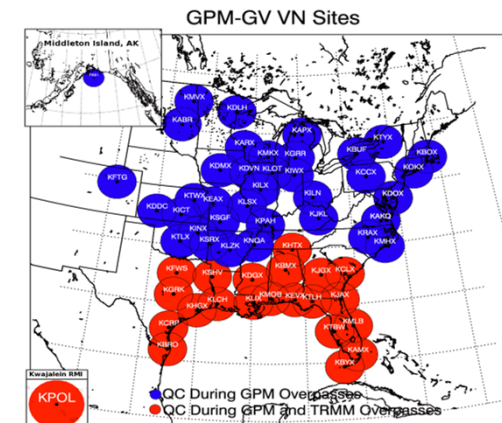 GPM-GV VN Sites
Middleton Island, AK
KMVX
KDLH
KABR
KAPX
KTYX
KARX
KMKX
KGRR
KBUF
KBOX
KDMX
KDVN
KLOT
KIWX
KOKX
KFTG
KCCX
KILX
KILN
KDOX
KTWX
KEAX
KLSX
KDDC
KICT
KSGF
KPAH
KJKL
KAKQ
KINX
KRAX
KTLX
KSRX
KLZK
KNQA
KMHX
KHTX
KFWS
KSHV
KDGX
KBMX
KJGX
KCLX
KGRK
KHGX
KLCH
KMOB
KEVX
KTLH
KJAX
KCRP
KTBW
KMLB
KBRO
KAMX
KBYX
Kwajalein RMI
KPOL
QC During GPM Overpasses
QC During GPM and TRMM Overpasses